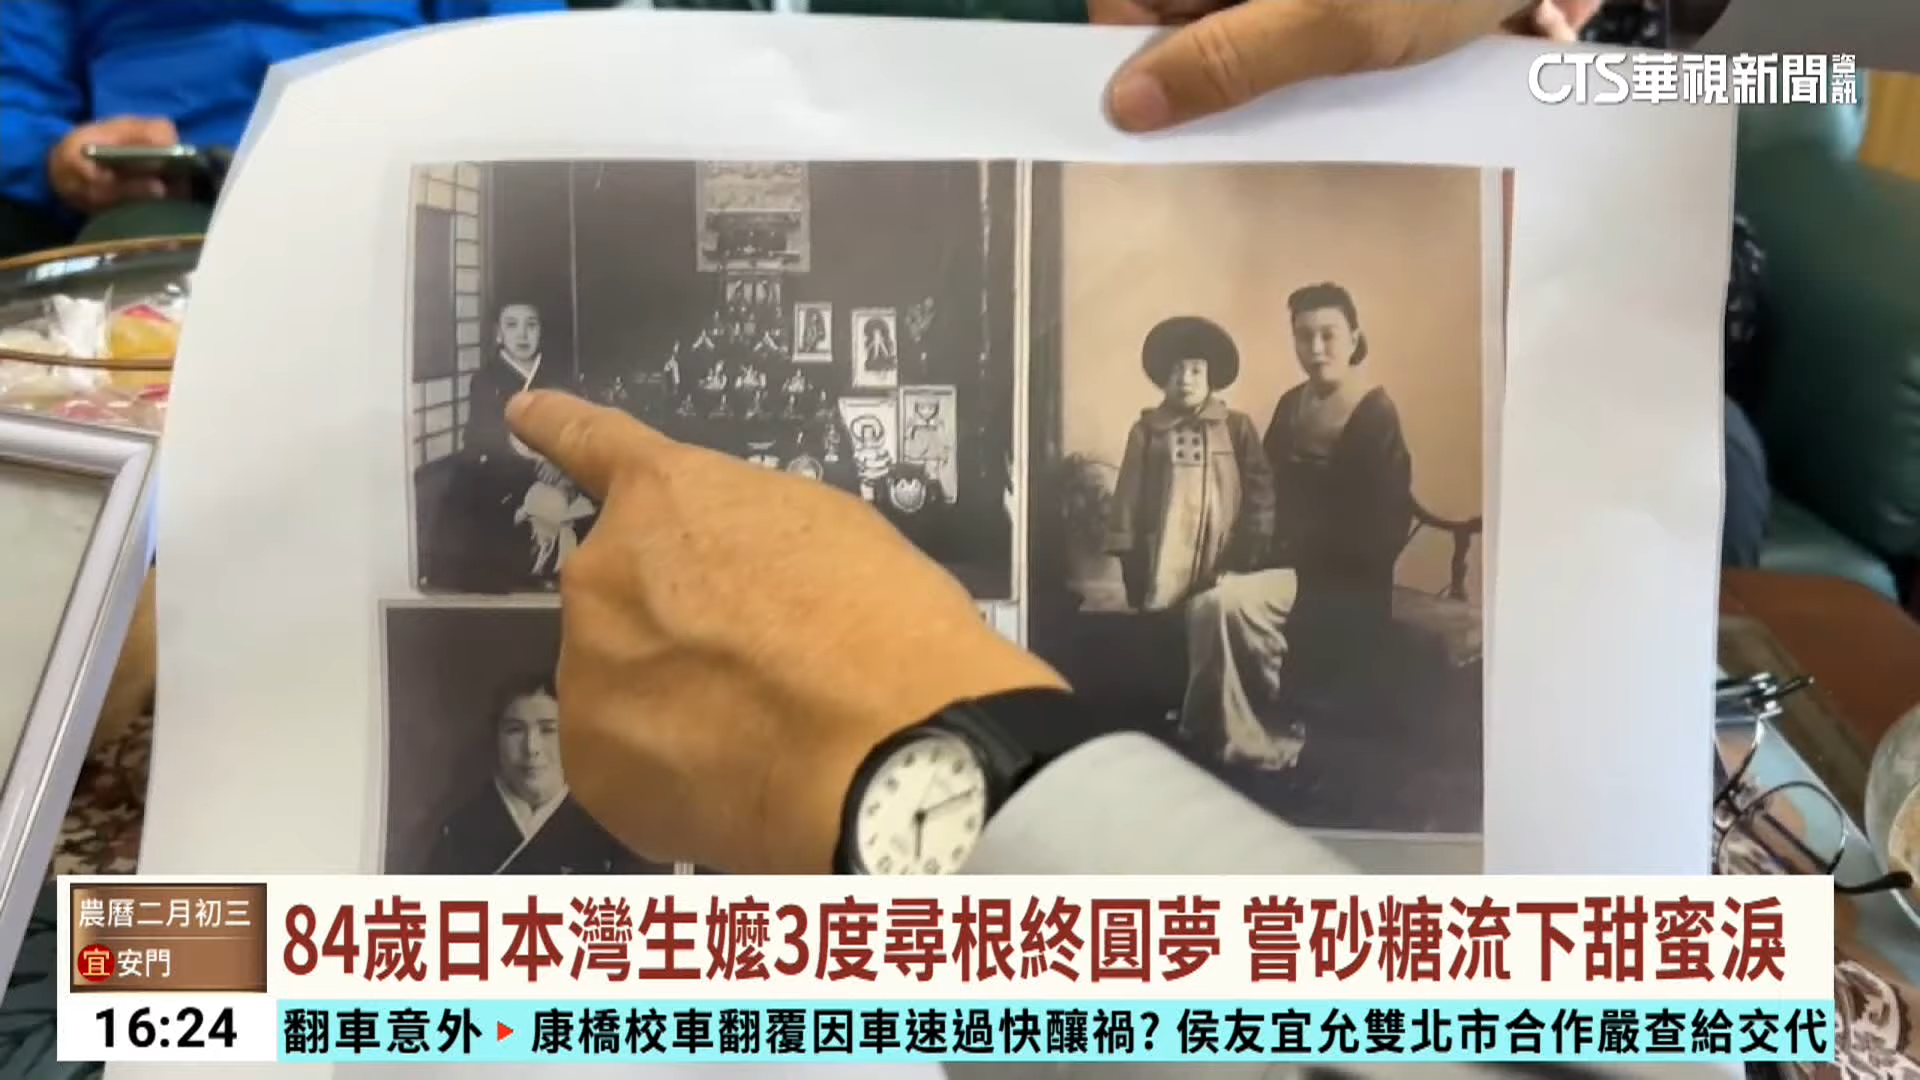 CTS華視新聞資訊
農曆二月初三
宜安門
84歲日本灣生嬤3度尋根終圓夢 嘗砂糖流下甜蜜淚
16:24
翻車意外▶康橋校車翻覆因車速過快釀禍? 侯友宜允雙北市合作嚴查給交代